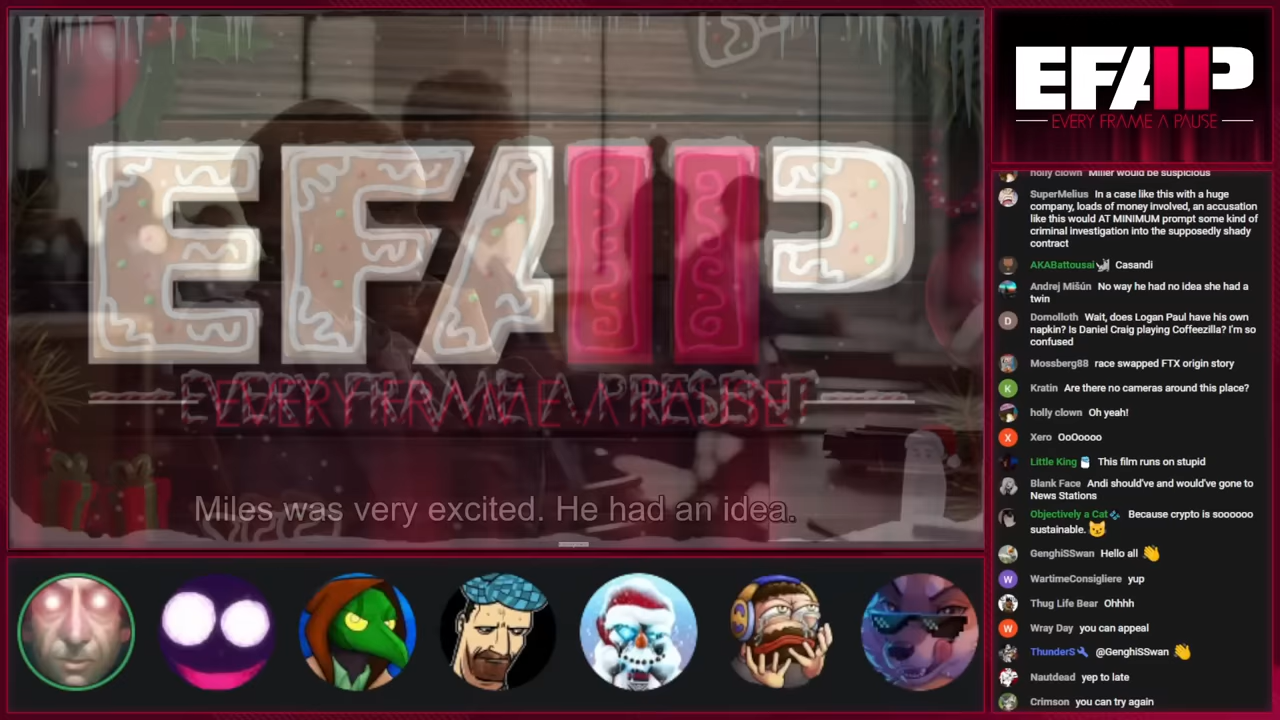 EFAP
EVERY FRAME A PAUSE
Miles was very excited. He had an idea.
EFAP
EVERY FRAME A PAUSE
holly clown Miller would be suspicious
SuperMelius In a case like this with a huge
company, loads of money involved, an accusation
like this would AT MINIMUM prompt some kind of
criminal investigation into the supposedly shady
contract
AKABattousai Casandi
Andrej Mišún No way he had no idea she had a
twin
Domolloth Wait, does Logan Paul have his own
napkin? Is Daniel Craig playing Coffeezilla? I'm so
confused
Mossberg88 race swapped FTX origin story
K Kratin Are there no cameras around this place?
holly clown Oh yeah!
X Xero OoOoooo
Little King This film runs on stupid
Blank Face Andi should've and would've gone to
News Stations
Objectively a Cat Because crypto is soooooo
sustainable. 😼
GenghiSSwan Hello all 👋
W WartimeConsigliere yup
Thug Life Bear Ohhhh
W Wray Day you can appeal
ThunderS @GenghiSSwan 👋
Nautdead yep to late
Crimson you can try again